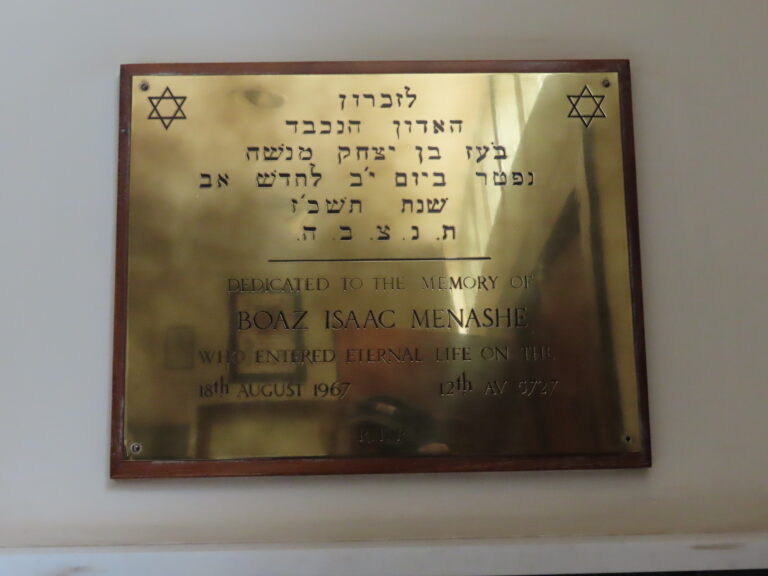 לזכרון
האדון הנכבד
בֹעז בן יצחק מנשה
נפטר ביום י׳ב לחדש אב
שנת תשכ׳ז
ת. נ. צ. ב. ה.
DEDICATED TO THE MEMORY OF
BOAZ ISAAC MENASHE
WHO ENTERED ETERNAL LIFE ON THE
18th AUGUST 1967 12th AV 5727
R.I.P.